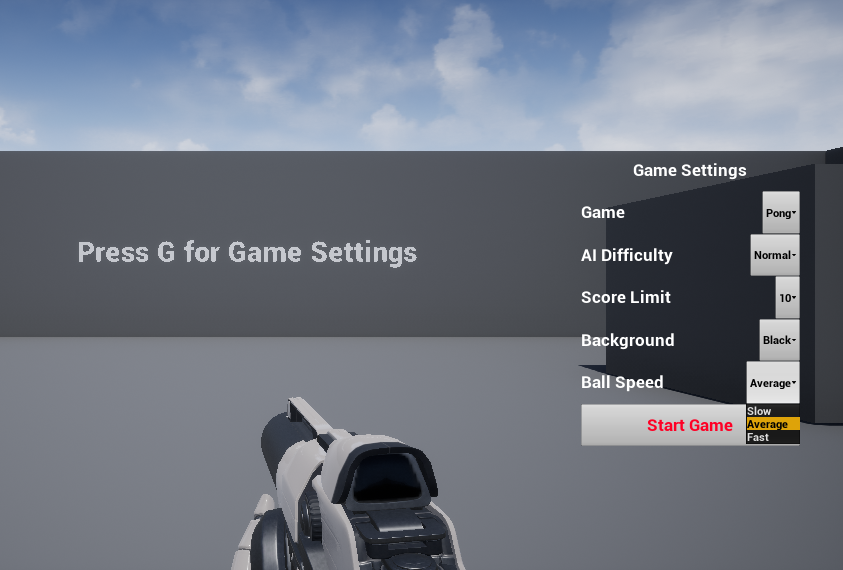 Game Settings
Game Pong
AI Difficulty Normal
Press G for Game Settings
Score Limit 10
Background Black
Ball Speed Average
Slow
Start Game Average
Fast